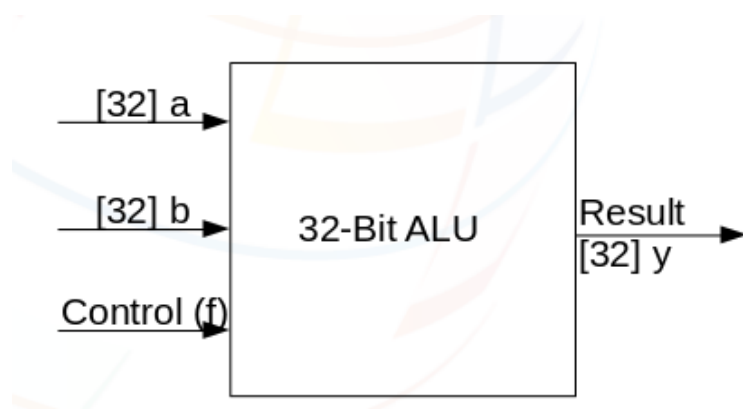 [32] a
[32] b
32-Bit ALU
Control (f)
Result
[32] y